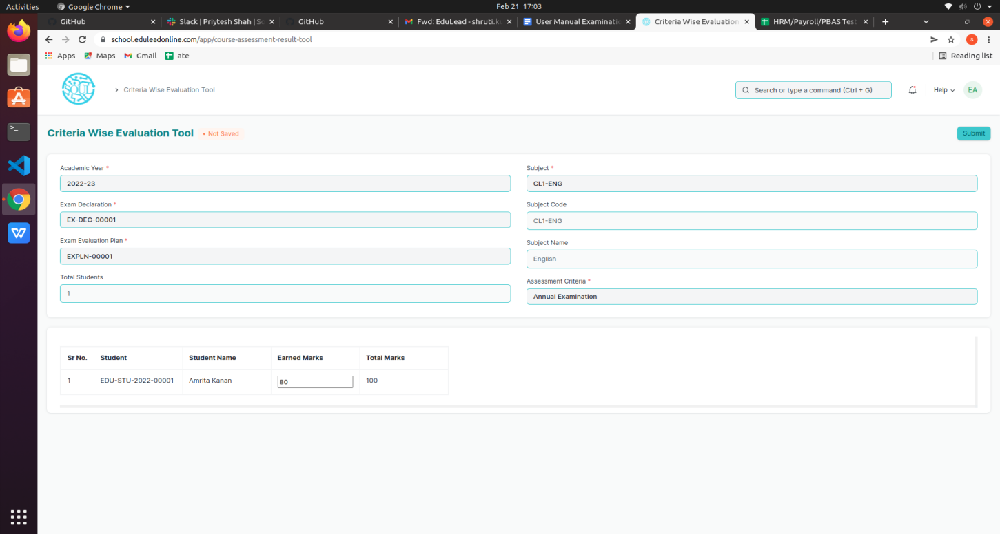 Activities Google Chrome Feb 21 17:03
GitHub Slack | Priytesh Shah | So GitHub Fwd: EduLead - shruti.k User Manual Examinatio Criteria Wise Evaluation HRM/Payroll/PBAS Test
school.eduleadonline.com/app/course-assessment-result-tool S
Apps Maps Gmail ate Reading list
SOUL Criteria Wise Evaluation Tool Search or type a command (Ctrl + G) Help EA
Criteria Wise Evaluation Tool • Not Saved Submit
Academic Year *
2022-23
Exam Declaration *
EX-DEC-00001
Exam Evaluation Plan *
EXPLN-00001
Total Students
1
Subject *
CL1-ENG
Subject Code
CL1-ENG
Subject Name
English
Assessment Criteria *
Annual Examination
Sr No. Student Student Name Earned Marks Total Marks
1 EDU-STU-2022-00001 Amrita Kanan 80 100